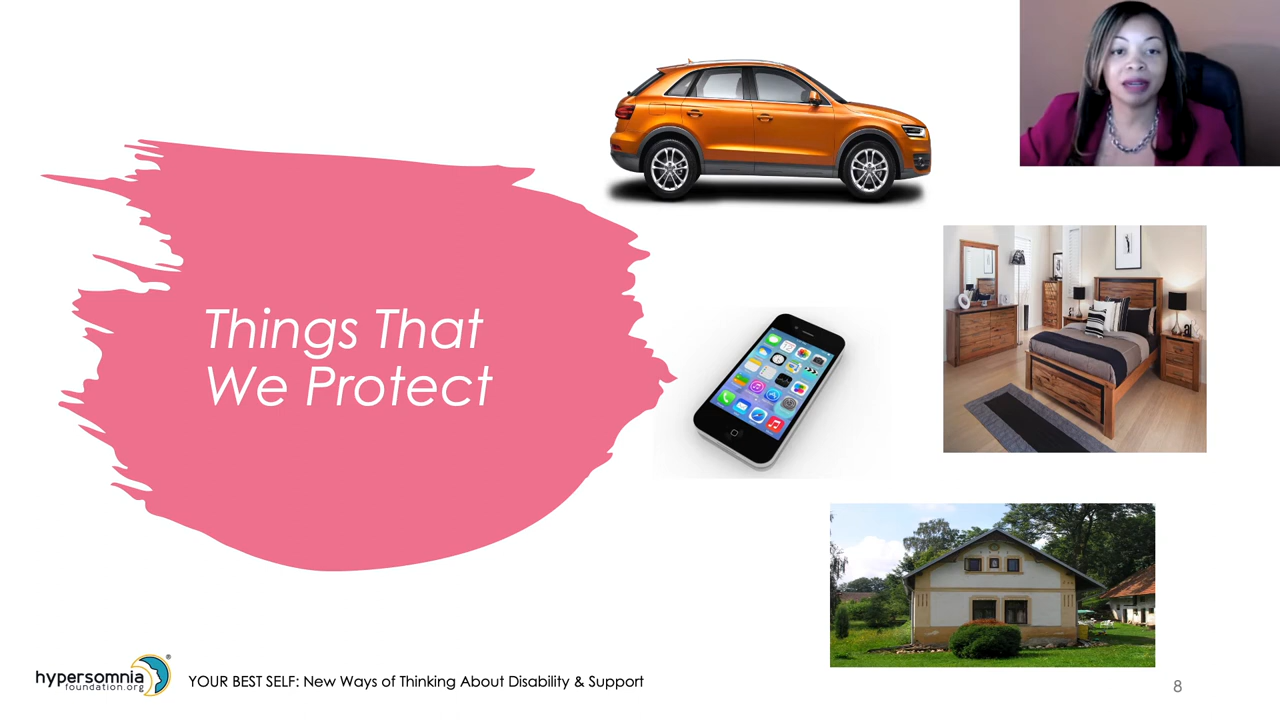 Things That
We Protect
hypersomnia®
foundation.org
YOUR BEST SELF: New Ways of Thinking About Disability & Support
8